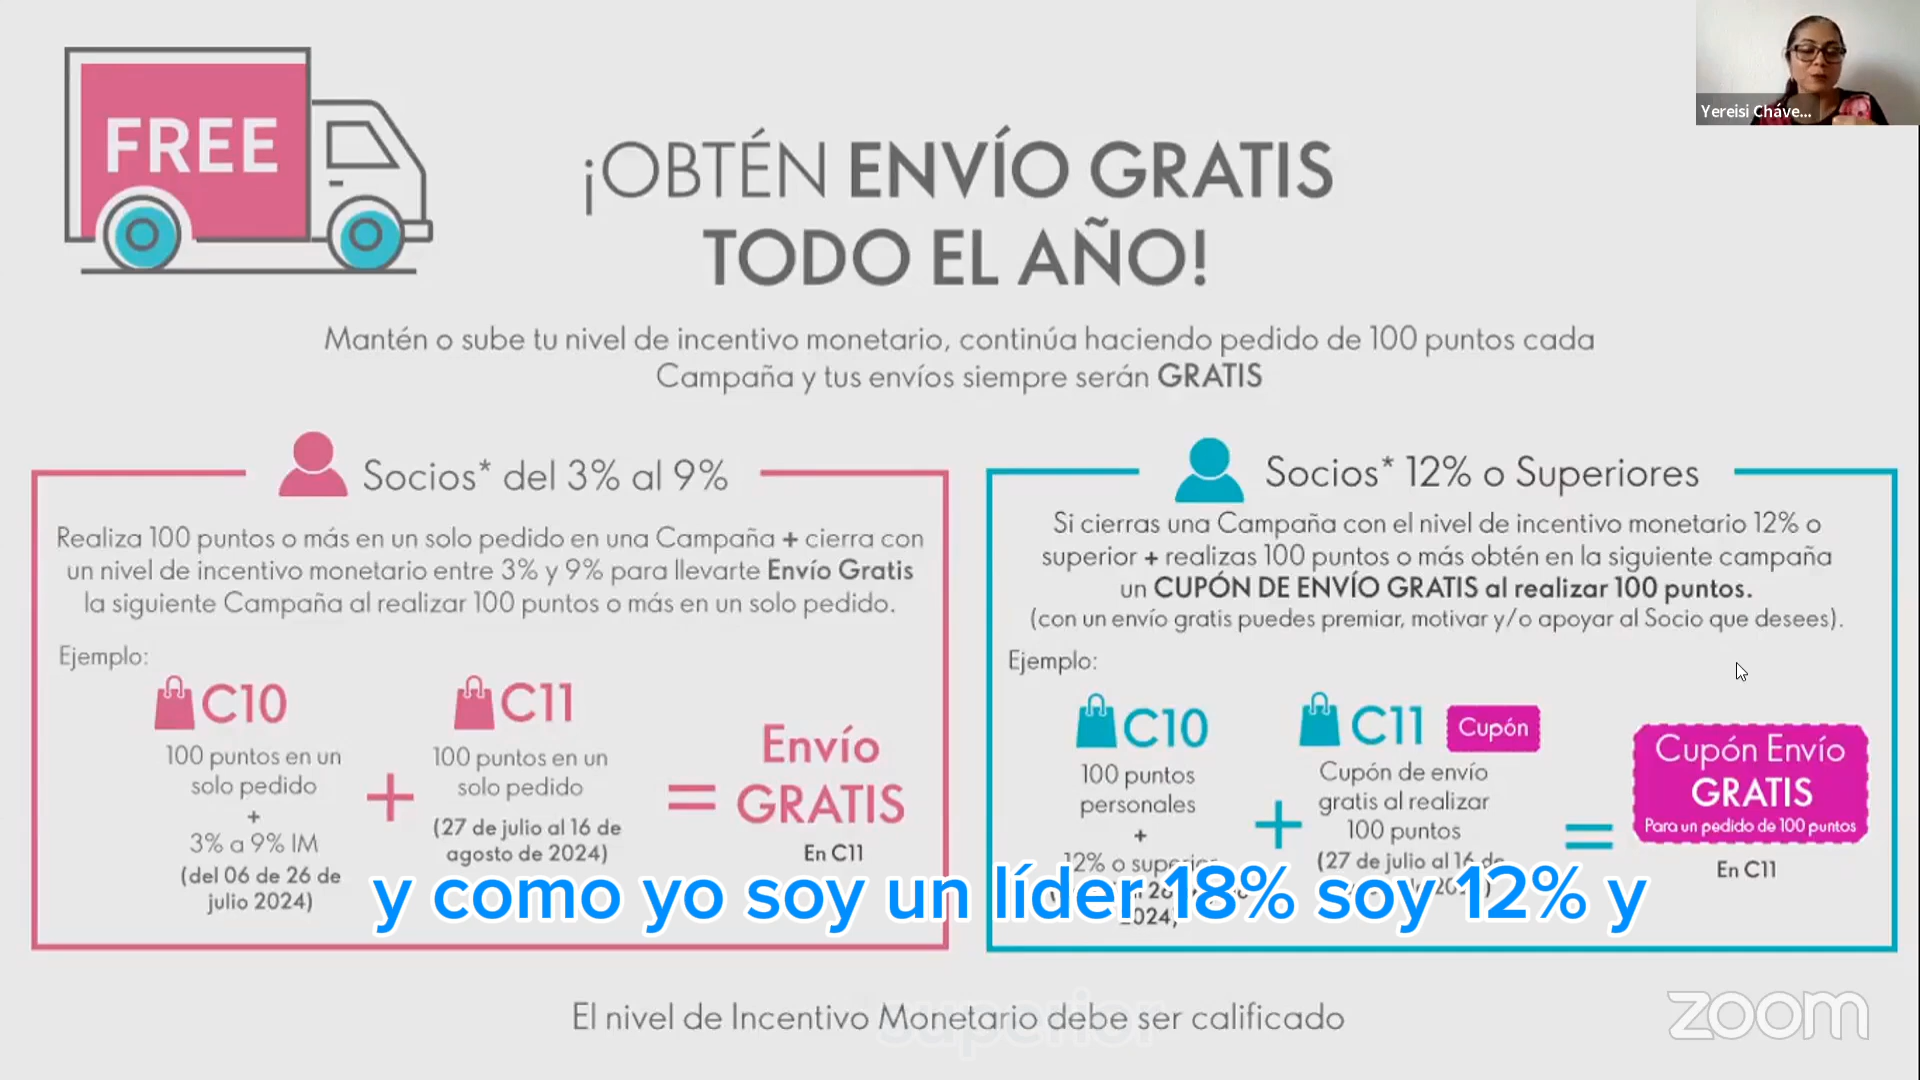 FREE
Yereisi Cháve...
¡OBTÉN ENVÍO GRATIS
TODO EL AÑO!
Mantén o sube tu nivel de incentivo monetario, continúa haciendo pedido de 100 puntos cada
Campaña y tus envíos siempre serán GRATIS
Socios* del 3% al 9%
Realiza 100 puntos o más en un solo pedido en una Campaña + cierra con
un nivel de incentivo monetario entre 3% y 9% para llevarte Envío Gratis
la siguiente Campaña al realizar 100 puntos o más en un solo pedido.
Ejemplo:
C10
100 puntos en un
solo pedido
+
3% a 9% IM
(del 06 de 26 de
julio 2024)
+
C11
100 puntos en un
solo pedido
(27 de julio al 16 de
agosto de 2024)
=
Envío
GRATIS
En C11
Socios* 12% o Superiores
Si cierras una Campaña con el nivel de incentivo monetario 12% o
superior + realizas 100 puntos o más obtén en la siguiente campaña
un CUPÓN DE ENVÍO GRATIS al realizar 100 puntos.
(con un envío gratis puedes premiar, motivar y/o apoyar al Socio que desees).
Ejemplo:
C10
100 puntos
personales
+
12% o superior
2024)
+
C11 Cupón
Cupón de envío
gratis al realizar
100 puntos
(27 de julio al 16 de
=
Cupón Envío
GRATIS
Para un pedido de 100 puntos
En C11
y como yo soy un líder 18% soy 12% y
superior
El nivel de Incentivo Monetario debe ser calificado
zoom